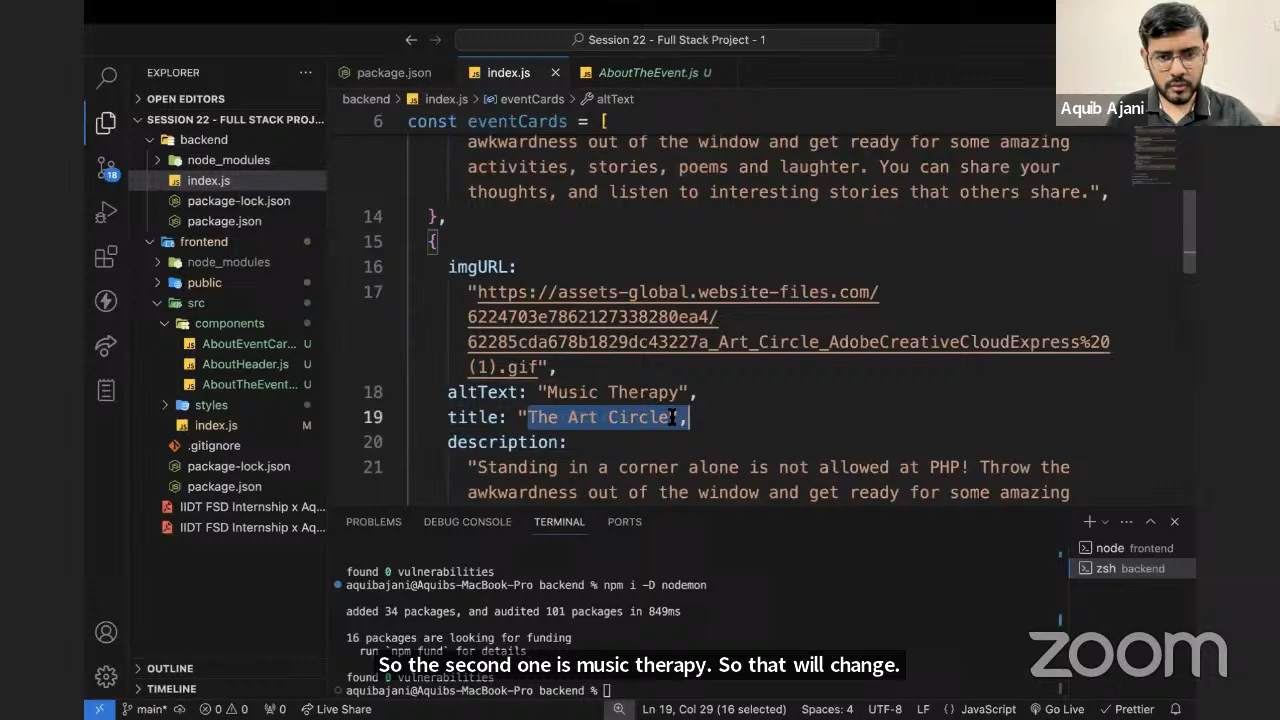 Session 22 - Full Stack Project - 1
Aquib Ajani
EXPLORER
package.json
index.js
AboutTheEvent.js U
OPEN EDITORS
backend > index.js > eventCards > altText
SESSION 22 - FULL STACK PROJ...
6 const eventCards = [
backend
awkwardness out of the window and get ready for some amazing
node_modules
activities, stories, poems and laughter. You can share your
index.js
thoughts, and listen to interesting stories that others share.",
package-lock.json
14 },
package.json
15 {
frontend
16 imgURL:
node_modules
17 "https://assets-global.website-files.com/
public
6224703e7862127338280ea4/
src
62285cda678b1829dc43227a_Art_Circle_AdobeCreativeCloudExpress%20
components
(1).gif",
AboutEventCar... U
AboutHeader.js U
AboutTheEvent... U
18 altText: "Music Therapy",
styles
19 title: "The Art Circle",
index.js M
20 description:
.gitignore
21 "Standing in a corner alone is not allowed at PHP! Throw the
package-lock.json
awkwardness out of the window and get ready for some amazing
package.json
IIDT FSD Internship x Aq...
IIDT FSD Internship x Aq...
PROBLEMS DEBUG CONSOLE TERMINAL PORTS
node frontend
zsh backend
found 0 vulnerabilities
aquibajani@Aquibs-MacBook-Pro backend % npm i -D nodemon
added 34 packages, and audited 101 packages in 849ms
16 packages are looking for funding
run `npm fund` for details
So the second one is music therapy. So that will change.
found 0 vulnerabilities
aquibajani@Aquibs-MacBook-Pro backend %
zoom
OUTLINE
TIMELINE
18
main* 0 0 0 Live Share Ln 19, Col 29 (16 selected) Spaces: 4 UTF-8 LF {} JavaScript Go Live Prettier